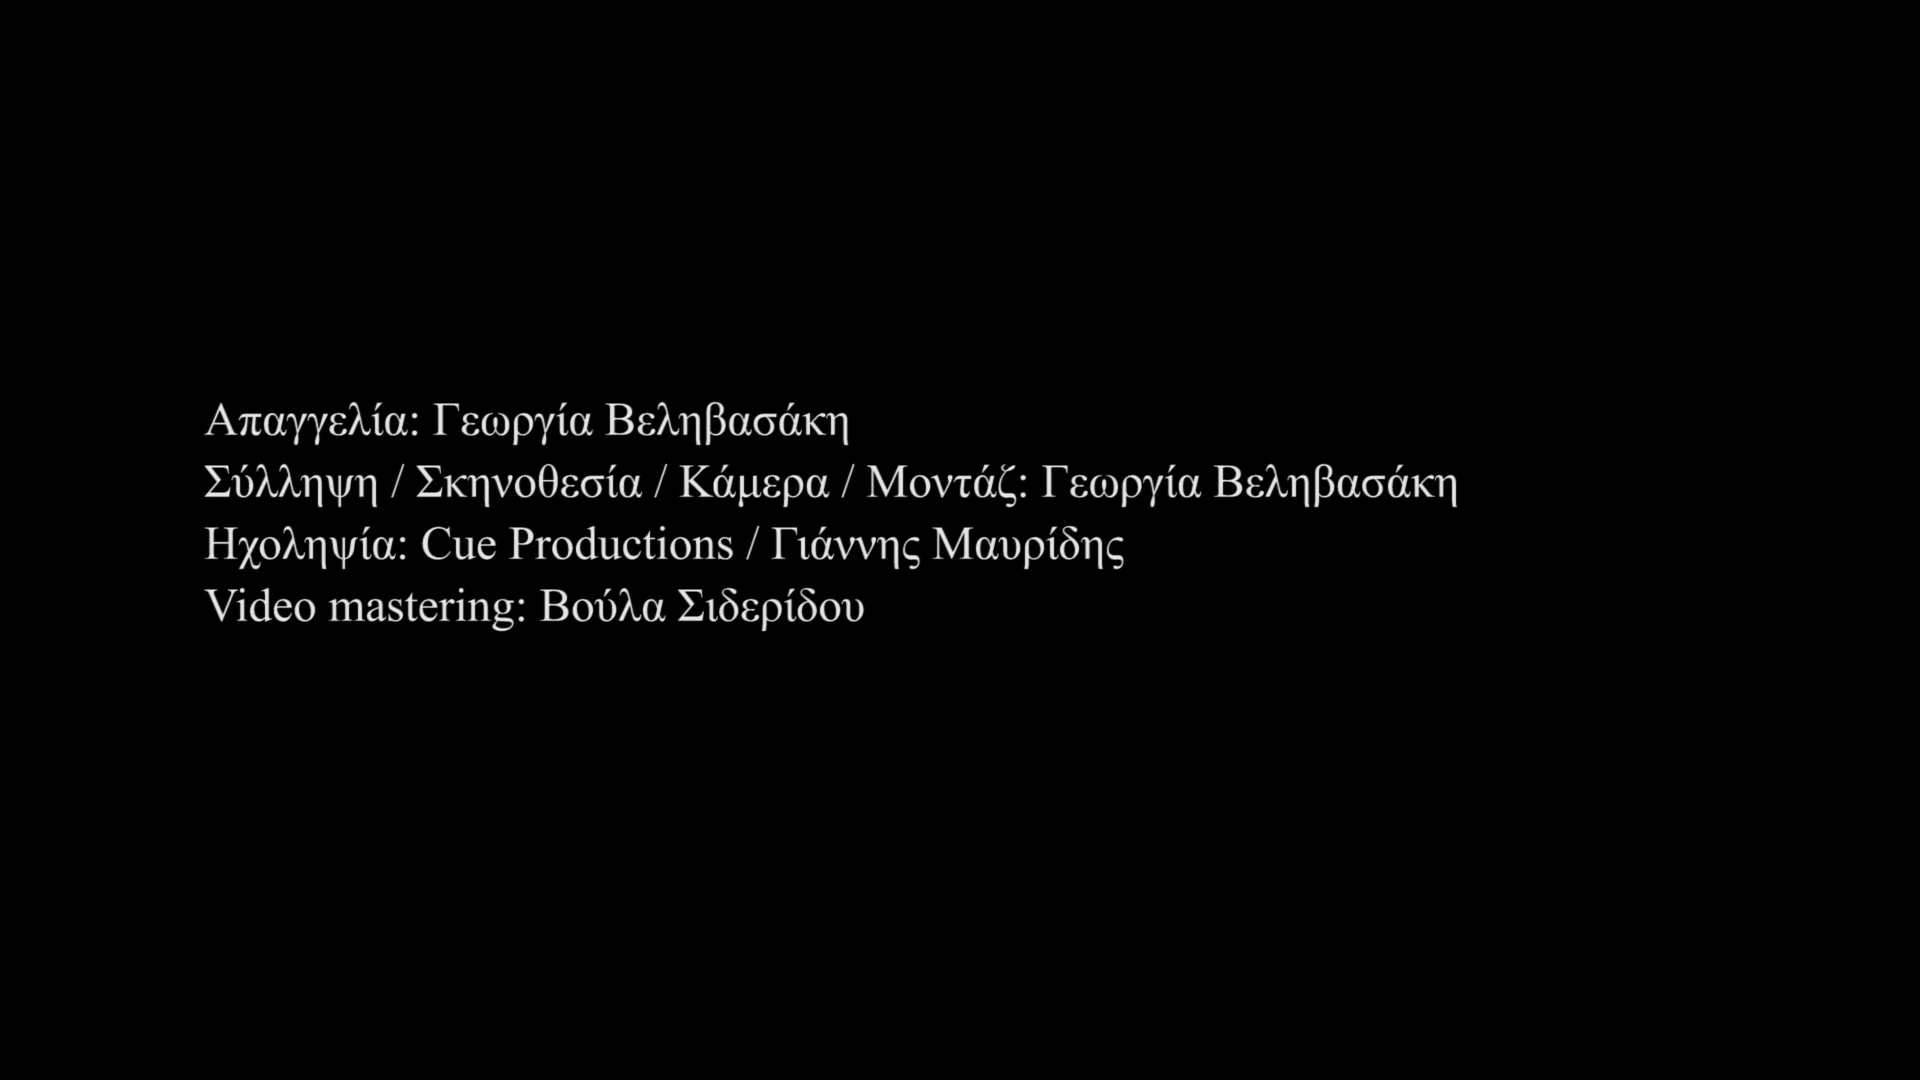 Απαγγελία: Γεωργία Βεληβασάκη
Σύλληψη / Σκηνοθεσία / Κάμερα / Μοντάζ: Γεωργία Βεληβασάκη
Ηχοληψία: Cue Productions / Γιάννης Μαυρίδης
Video mastering: Βούλα Σιδερίδου